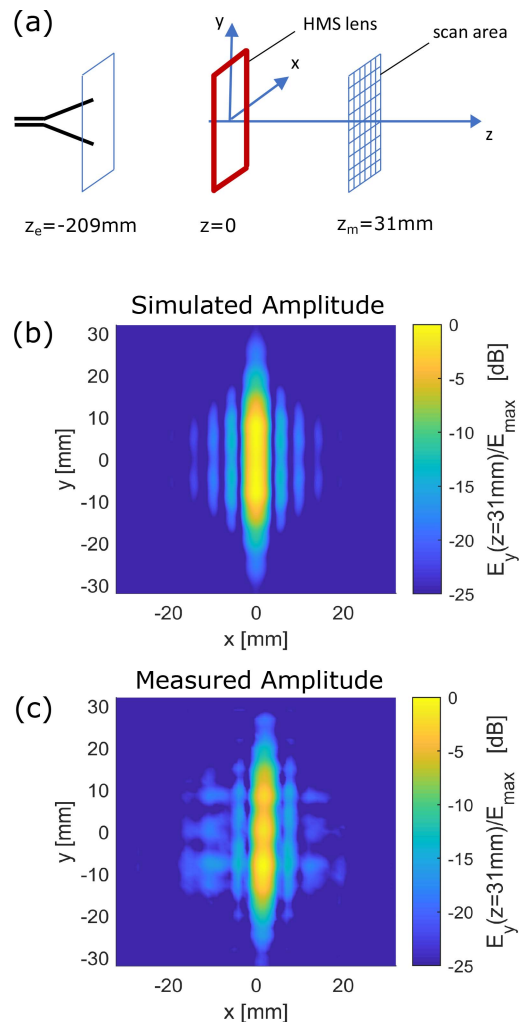 (a)
HMS lens
scan area
y
x
z
z_e=-209mm
z=0
z_m=31mm
(b)
Simulated Amplitude
30
20
10
0
-10
-20
-30
y [mm]
-20
0
20
x [mm]
0
-5
-10
-15
-20
-25
E_y(z=31mm)/E_max [dB]
(c)
Measured Amplitude
30
20
10
0
-10
-20
-30
y [mm]
-20
0
20
x [mm]
0
-5
-10
-15
-20
-25
E_y(z=31mm)/E_max [dB]